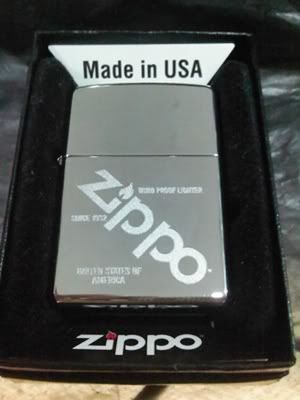 Made in USA
Zippo
WIND PROOF LIGHTER
SINCE 1932
UNITED STATES OF
AMERICA
zippo